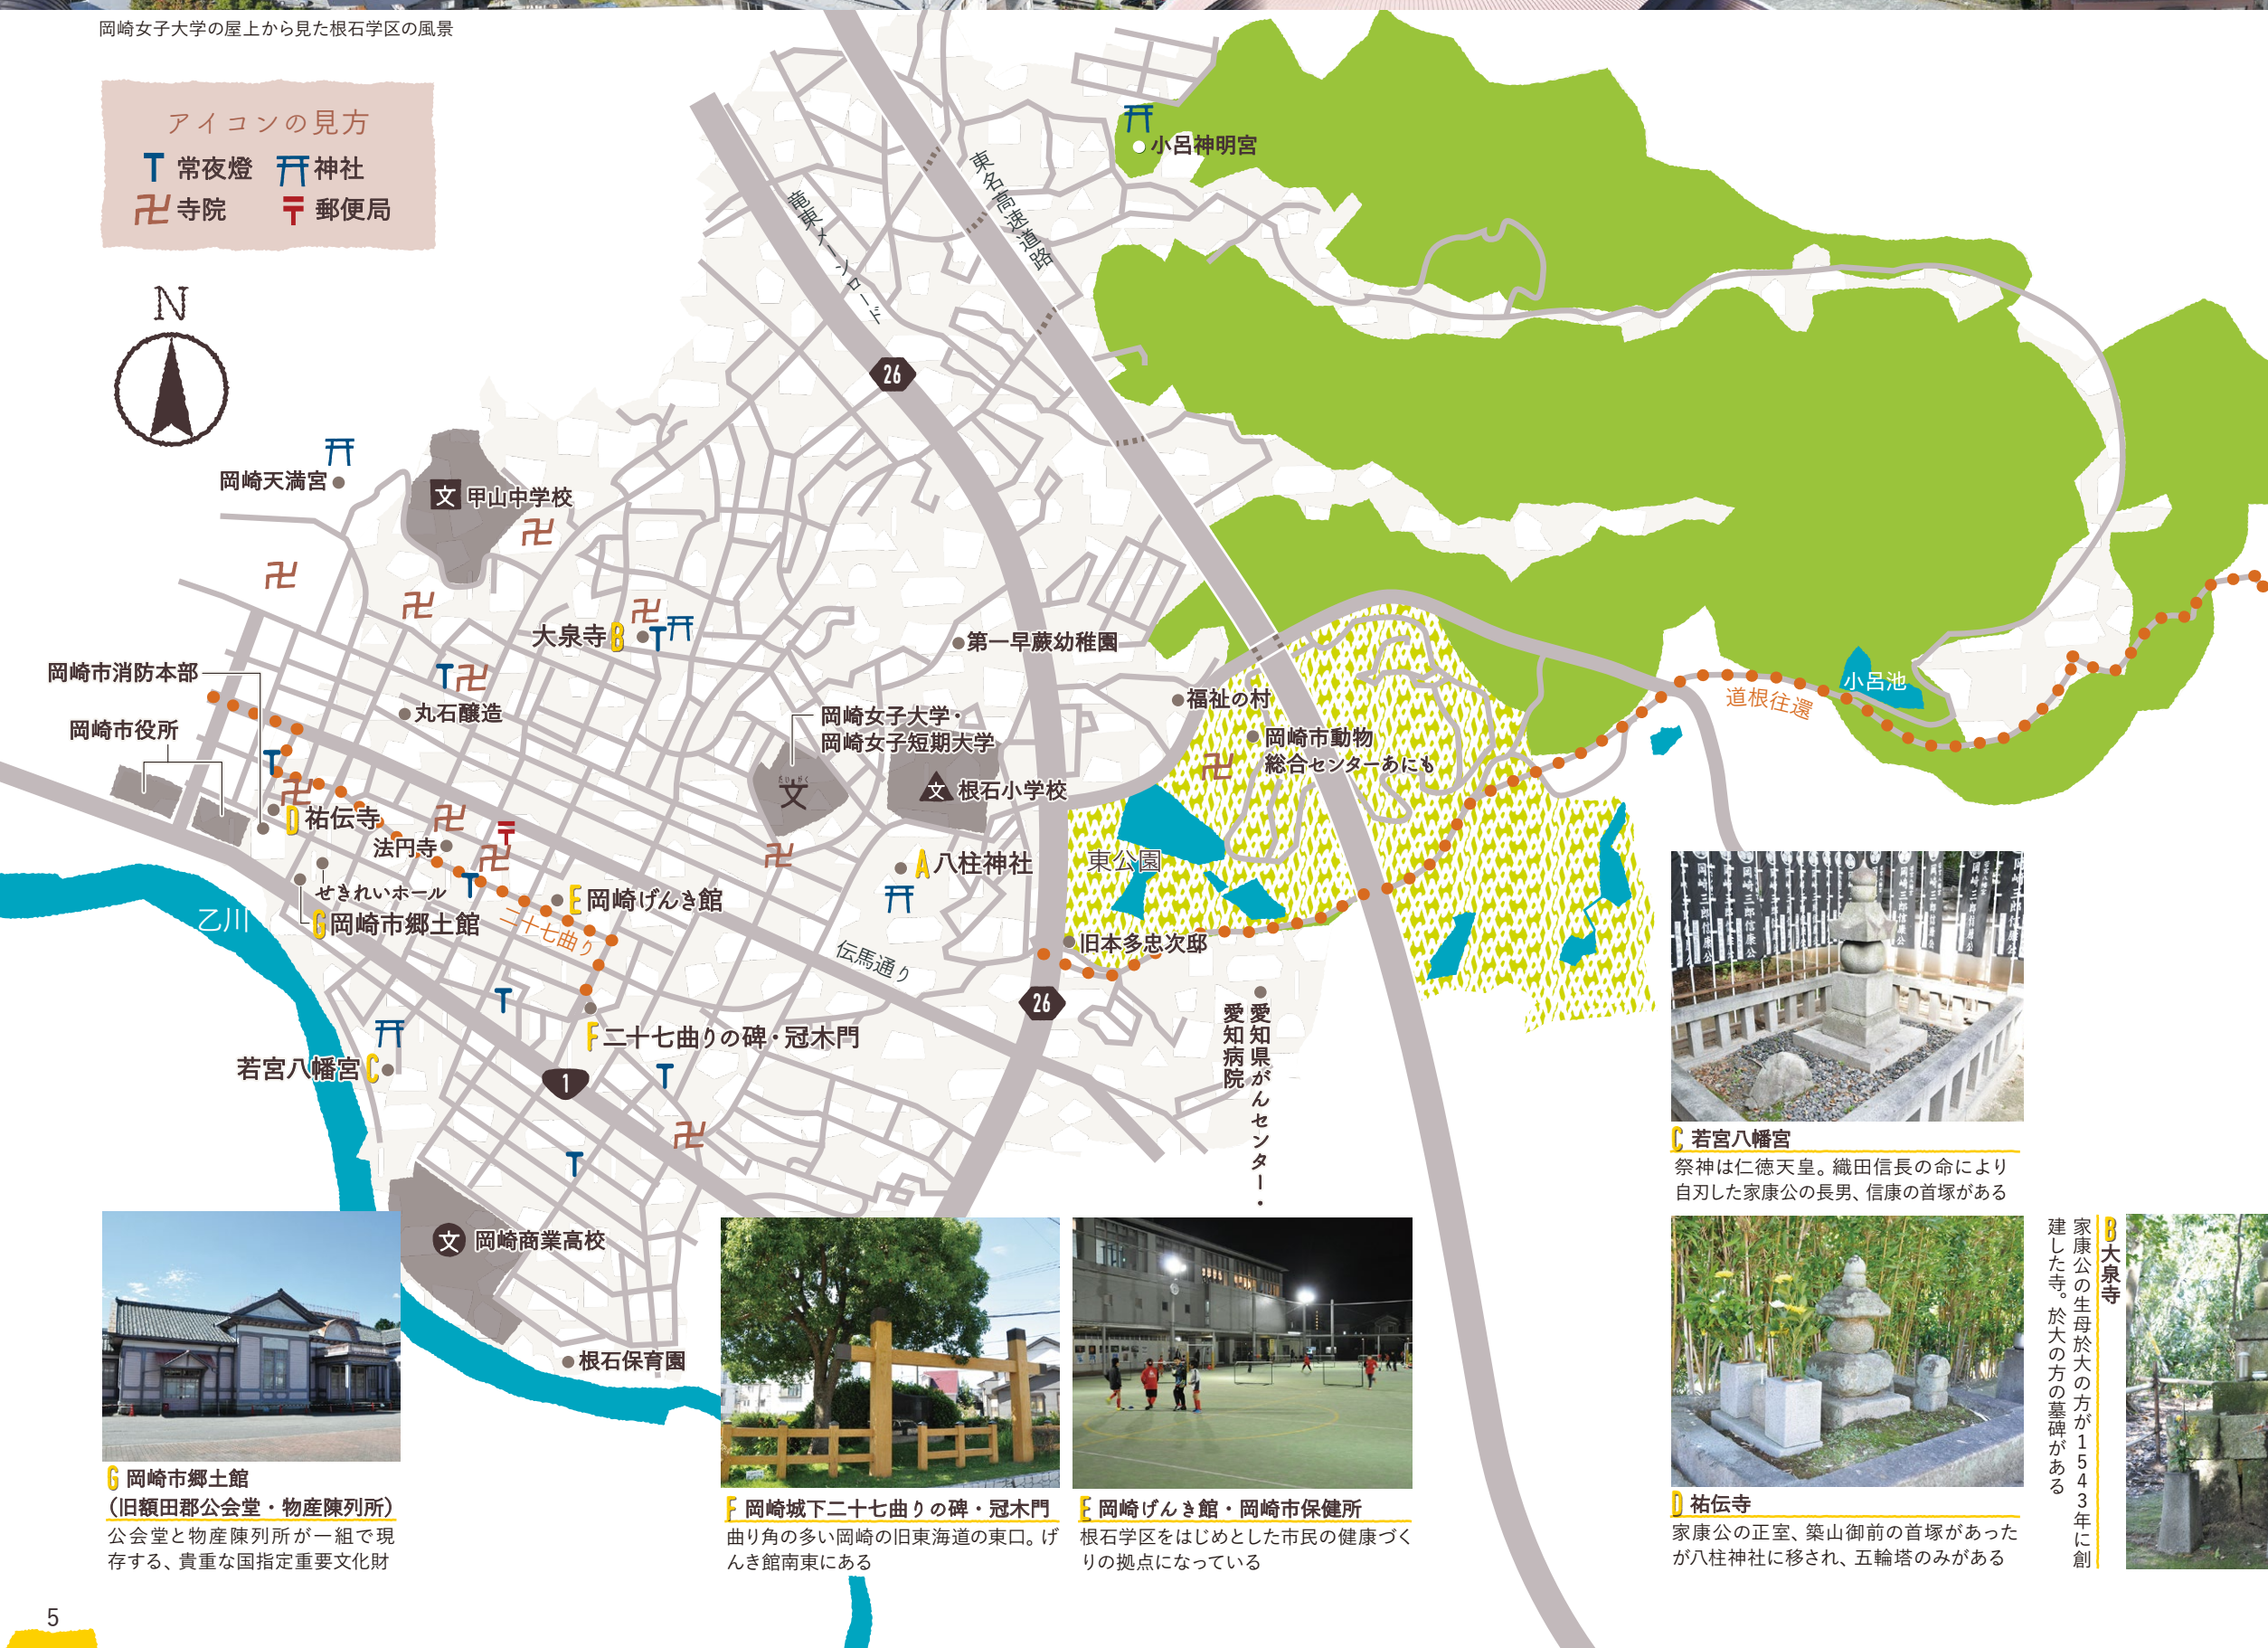 岡崎女子大学の屋上から見た根石学区の風景
アイコンの見方
常夜燈
神社
寺院
郵便局
N
竜東メーンロード
東名高速道路
小呂神明宮
26
岡崎天満宮
文 甲山中学校
大泉寺 B
第一早蕨幼稚園
岡崎市消防本部
丸石醸造
岡崎市役所
岡崎女子大学・
岡崎女子短期大学
文
文 根石小学校
福祉の村
岡崎市動物
総合センターあにも
道根往還
小呂池
D 祐伝寺
法円寺
せきれいホール
G 岡崎市郷土館
E 岡崎げんき館
二十七曲り
A 八柱神社
東公園
乙川
伝馬通り
旧本多忠次邸
26
愛知県がんセンター・
愛知病院
F 二十七曲りの碑・冠木門
若宮八幡宮 C
1
文 岡崎商業高校
根石保育園
C 若宮八幡宮
祭神は仁徳天皇。織田信長の命により
自刃した家康公の長男、信康の首塚がある
B 大泉寺
家康公の生母於大の方が1543年に創
建した寺。於大の方の墓碑がある
D 祐伝寺
家康公の正室、築山御前の首塚があった
が八柱神社に移され、五輪塔のみがある
E 岡崎げんき館・岡崎市保健所
根石学区をはじめとした市民の健康づく
りの拠点になっている
F 岡崎城下二十七曲りの碑・冠木門
曲り角の多い岡崎の旧東海道の東口。げ
んき館南東にある
G 岡崎市郷土館
（旧額田郡公会堂・物産陳列所）
公会堂と物産陳列所が一組で現
存する、貴重な国指定重要文化財
5